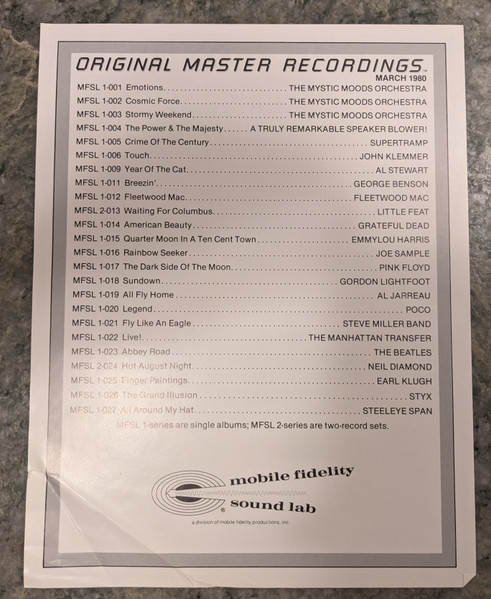 ORIGINAL MASTER RECORDINGS™
MARCH 1980
MFSL 1-001 Emotions. . . . . . . . . . . . . . . . . . . . . . . . . THE MYSTIC MOODS ORCHESTRA
MFSL 1-002 Cosmic Force. . . . . . . . . . . . . . . . . . . . . THE MYSTIC MOODS ORCHESTRA
MFSL 1-003 Stormy Weekend. . . . . . . . . . . . . . . . . . . THE MYSTIC MOODS ORCHESTRA
MFSL 1-004 The Power & The Majesty. . . . . . A TRULY REMARKABLE SPEAKER BLOWER!
MFSL 1-005 Crime Of The Century. . . . . . . . . . . . . . . . . . . . . . . . . . . . . . SUPERTRAMP
MFSL 1-006 Touch. . . . . . . . . . . . . . . . . . . . . . . . . . . . . . . . . . . . . . . . JOHN KLEMMER
MFSL 1-009 Year Of The Cat. . . . . . . . . . . . . . . . . . . . . . . . . . . . . . . . . . AL STEWART
MFSL 1-011 Breezin'. . . . . . . . . . . . . . . . . . . . . . . . . . . . . . . . . . . . . GEORGE BENSON
MFSL 1-012 Fleetwood Mac. . . . . . . . . . . . . . . . . . . . . . . . . . . . . . . FLEETWOOD MAC
MFSL 2-013 Waiting For Columbus. . . . . . . . . . . . . . . . . . . . . . . . . . . . . . LITTLE FEAT
MFSL 1-014 American Beauty. . . . . . . . . . . . . . . . . . . . . . . . . . . . . . GRATEFUL DEAD
MFSL 1-015 Quarter Moon In A Ten Cent Town. . . . . . . . . . . . . . . . . EMMYLOU HARRIS
MFSL 1-016 Rainbow Seeker. . . . . . . . . . . . . . . . . . . . . . . . . . . . . . . . . . . JOE SAMPLE
MFSL 1-017 The Dark Side Of The Moon. . . . . . . . . . . . . . . . . . . . . . . . . . PINK FLOYD
MFSL 1-018 Sundown. . . . . . . . . . . . . . . . . . . . . . . . . . . . . . . . . . GORDON LIGHTFOOT
MFSL 1-019 All Fly Home. . . . . . . . . . . . . . . . . . . . . . . . . . . . . . . . . . . . . AL JARREAU
MFSL 1-020 Legend. . . . . . . . . . . . . . . . . . . . . . . . . . . . . . . . . . . . . . . . . . . . . . POCO
MFSL 1-021 Fly Like An Eagle. . . . . . . . . . . . . . . . . . . . . . . . . . . STEVE MILLER BAND
MFSL 1-022 Live!. . . . . . . . . . . . . . . . . . . . . . . . . . . . . . . THE MANHATTAN TRANSFER
MFSL 1-023 Abbey Road. . . . . . . . . . . . . . . . . . . . . . . . . . . . . . . . . . . . THE BEATLES
MFSL 2-024 Hot August Night. . . . . . . . . . . . . . . . . . . . . . . . . . . . . . . NEIL DIAMOND
MFSL 1-025 Finger Paintings. . . . . . . . . . . . . . . . . . . . . . . . . . . . . . . . . . EARL KLUGH
MFSL 1-026 The Grand Illusion. . . . . . . . . . . . . . . . . . . . . . . . . . . . . . . . . . . . . STYX
MFSL 1-027 All Around My Hat. . . . . . . . . . . . . . . . . . . . . . . . . . . . . . STEELEYE SPAN
MFSL 1-series are single albums; MFSL 2-series are two-record sets.
mobile fidelity
® sound lab
a division of mobile fidelity productions, inc.